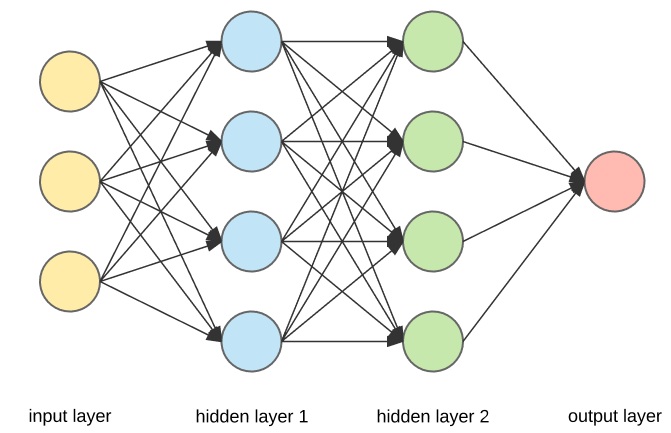 input layer
hidden layer 1
hidden layer 2
output layer